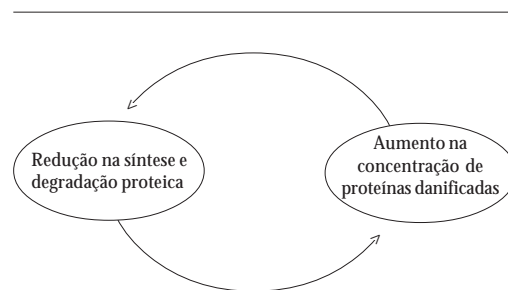 Redução na síntese e
degradação proteica
Aumento na
concentração de
proteínas danificadas